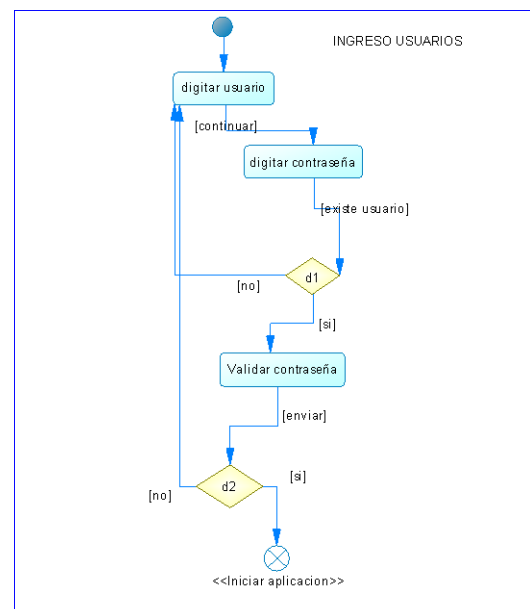 INGRESO USUARIOS
digitar usuario
[continuar]
digitar contraseña
[existe usuario]
d1
[no]
[si]
Validar contraseña
[enviar]
d2
[si]
[no]
<<Iniciar aplicacion>>